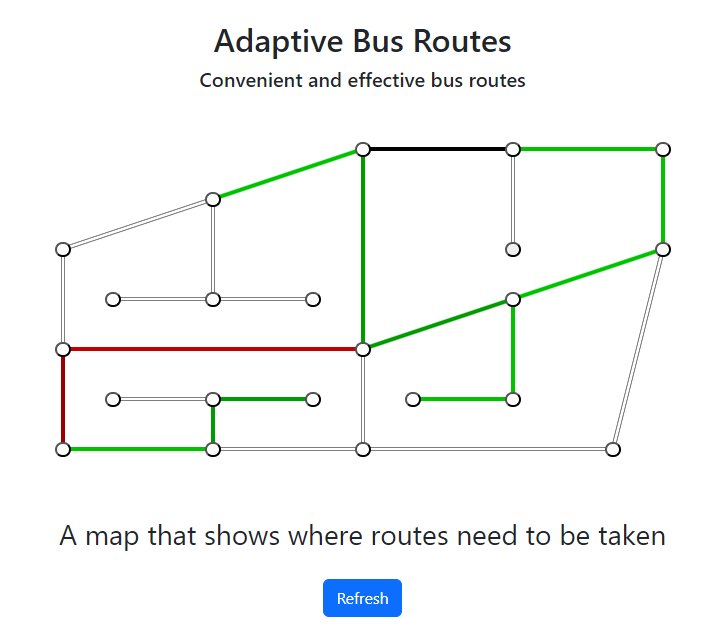 Adaptive Bus Routes
Convenient and effective bus routes
A map that shows where routes need to be taken
Refresh